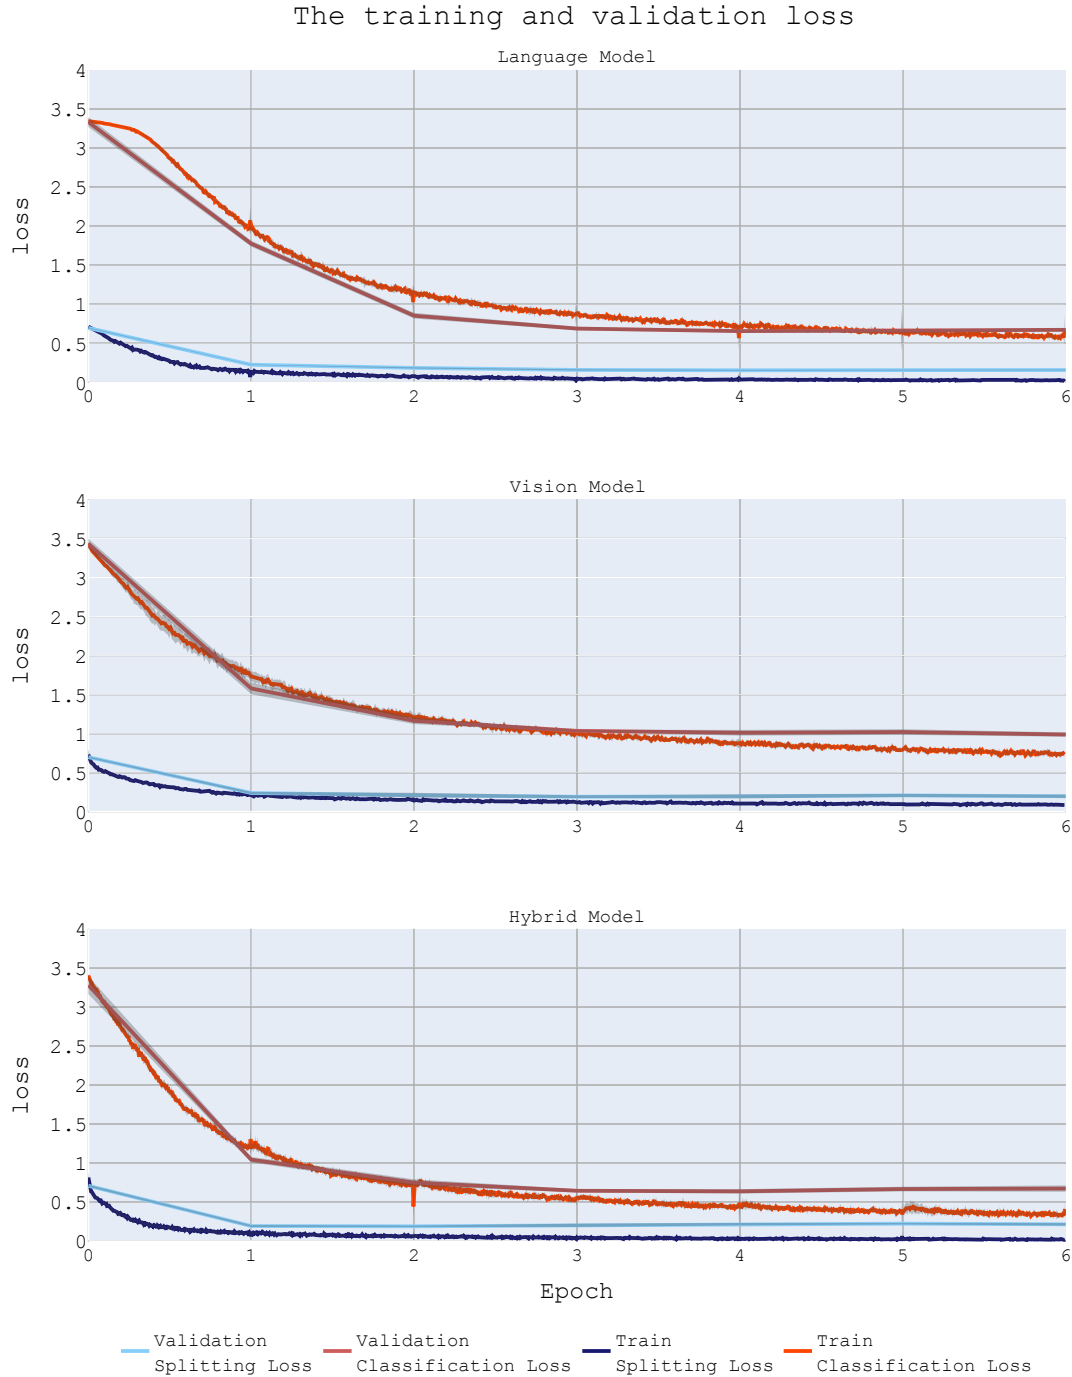 The training and validation loss
Language Model
4
3.5
3
2.5
2
1.5
1
0.5
0
loss
0 1 2 3 4 5 6
Vision Model
4
3.5
3
2.5
2
1.5
1
0.5
0
loss
0 1 2 3 4 5 6
Hybrid Model
4
3.5
3
2.5
2
1.5
1
0.5
0
loss
0 1 2 3 4 5 6
Epoch
Validation Splitting Loss
Validation Classification Loss
Train Splitting Loss
Train Classification Loss